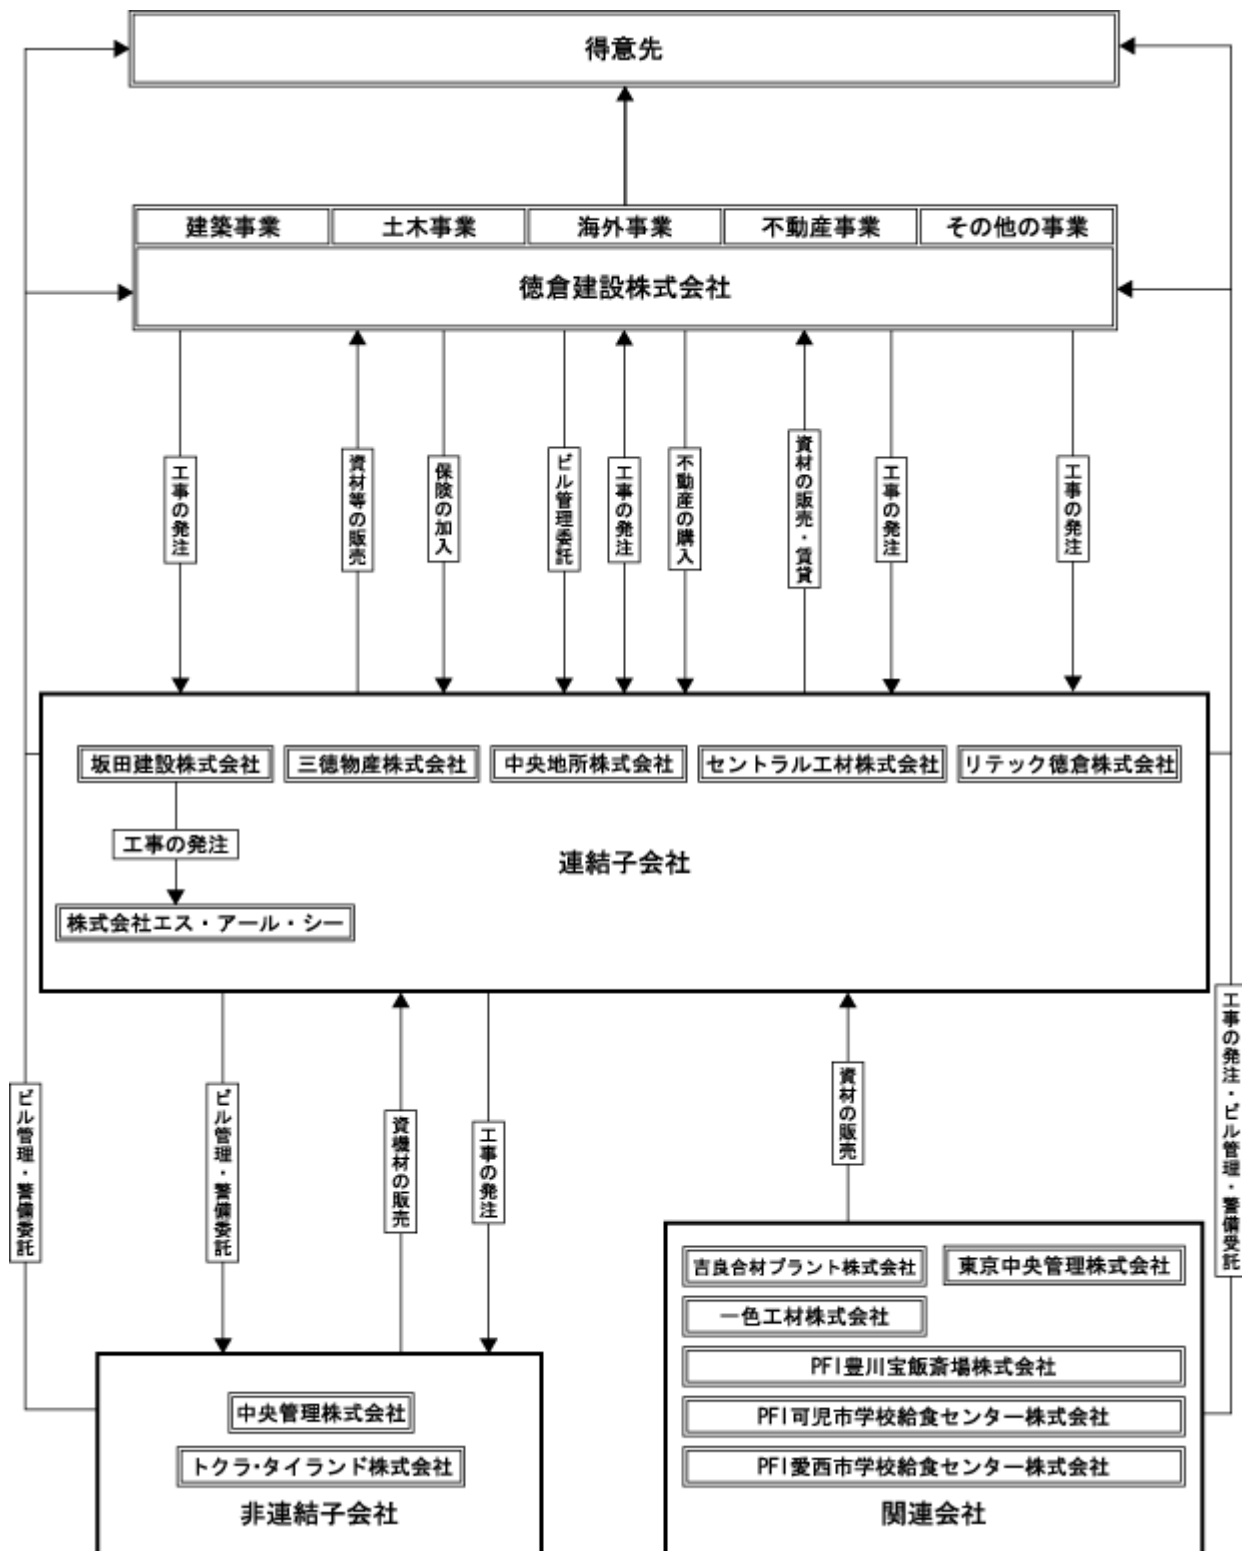 得意先
建築事業
土木事業
海外事業
不動産事業
その他の事業
徳倉建設株式会社
工事の発注
資材等の販売
保険の加入
ビル管理委託
工事の発注
不動産の購入
資材の販売・賃貸
工事の発注
工事の発注
坂田建設株式会社
三徳物産株式会社
中央地所株式会社
セントラル工材株式会社
リテック徳倉株式会社
工事の発注
連結子会社
株式会社エス・アール・シー
ビル管理・警備委託
ビル管理・警備委託
資機材の販売
工事の発注
資材の販売
工事の発注・ビル管理・警備受託
吉良合材プラント株式会社
東京中央管理株式会社
一色工材株式会社
PFI豊川宝飯斎場株式会社
PFI可児市学校給食センター株式会社
PFI愛西市学校給食センター株式会社
関連会社
中央管理株式会社
トクラ・タイランド株式会社
非連結子会社